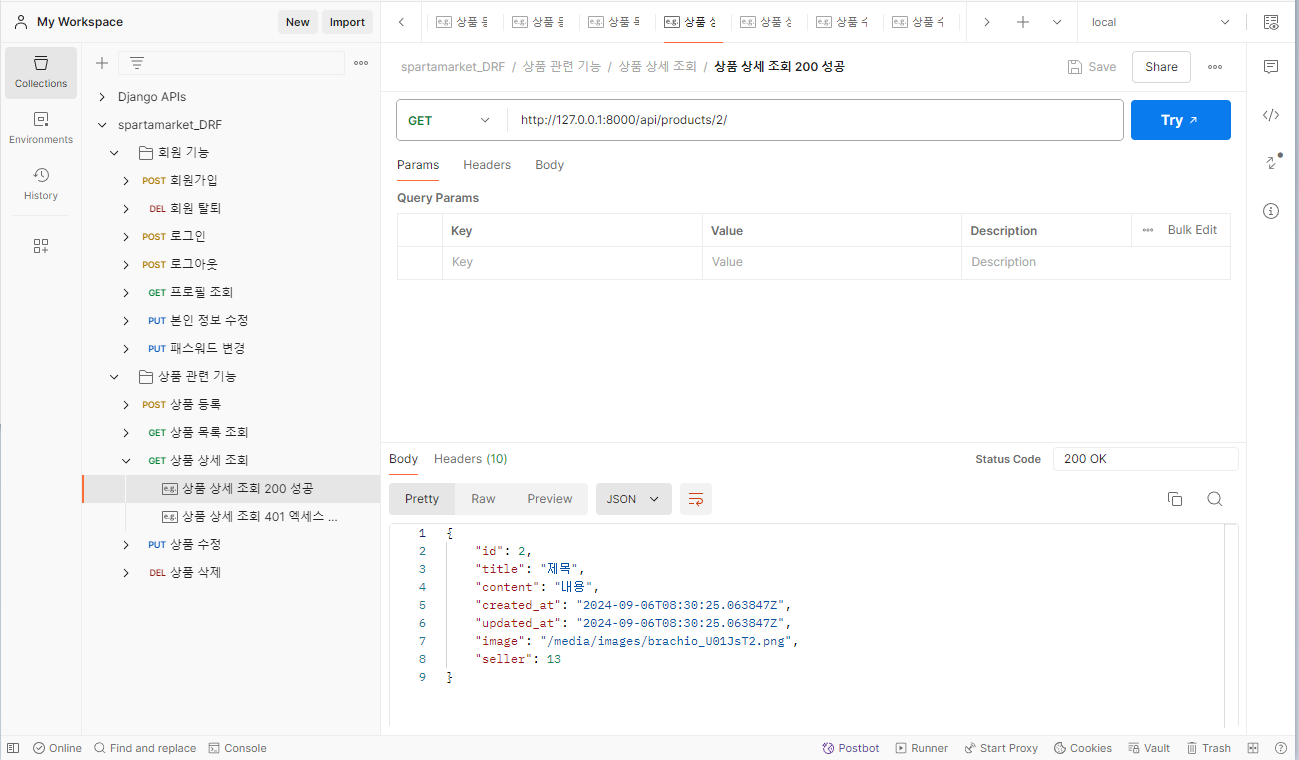 My Workspace
New
Import
e.g. 상품
e.g. 상품
e.g. 상품
e.g. 상품
e.g. 상품
e.g. 상품
e.g. 상품
local
Collections
Environments
History
Django APIs
spartamarket_DRF
회원 기능
POST 회원가입
DEL 회원 탈퇴
POST 로그인
POST 로그아웃
GET 프로필 조회
PUT 본인 정보 수정
PUT 패스워드 변경
상품 관련 기능
POST 상품 등록
GET 상품 목록 조회
GET 상품 상세 조회
e.g. 상품 상세 조회 200 성공
e.g. 상품 상세 조회 401 엑세스 ...
PUT 상품 수정
DEL 상품 삭제
spartamarket_DRF / 상품 관련 기능 / 상품 상세 조회 / 상품 상세 조회 200 성공
Save
Share
GET
http://127.0.0.1:8000/api/products/2/
Try
Params Headers Body
Query Params
Key Value Description Bulk Edit
Key Value Description
Body Headers (10)
Status Code 200 OK
Pretty Raw Preview JSON
1 {
2 "id": 2,
3 "title": "제목",
4 "content": "내용",
5 "created_at": "2024-09-06T08:30:25.063847Z",
6 "updated_at": "2024-09-06T08:30:25.063847Z",
7 "image": "/media/images/brachio_U01JsT2.png",
8 "seller": 13
9 }
Online Find and replace Console Postbot Runner Start Proxy Cookies Vault Trash